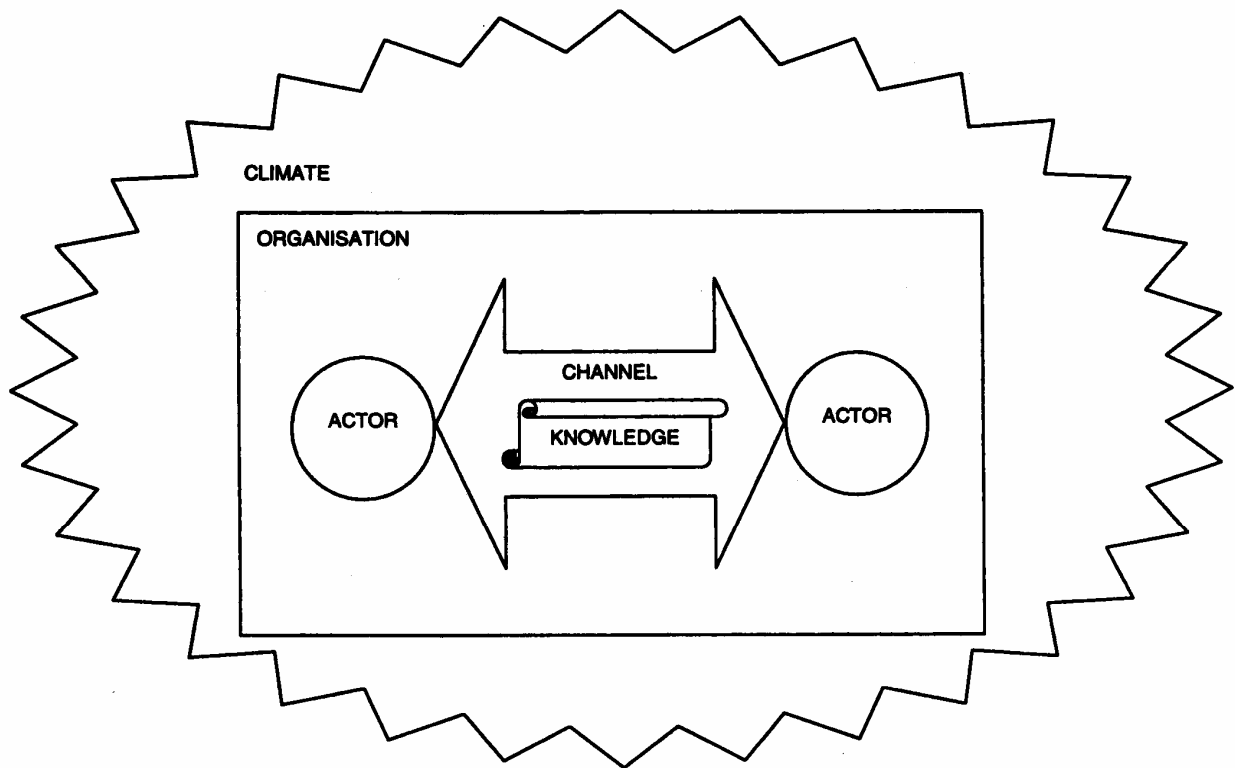 CLIMATE
ORGANISATION
CHANNEL
ACTOR
KNOWLEDGE
ACTOR